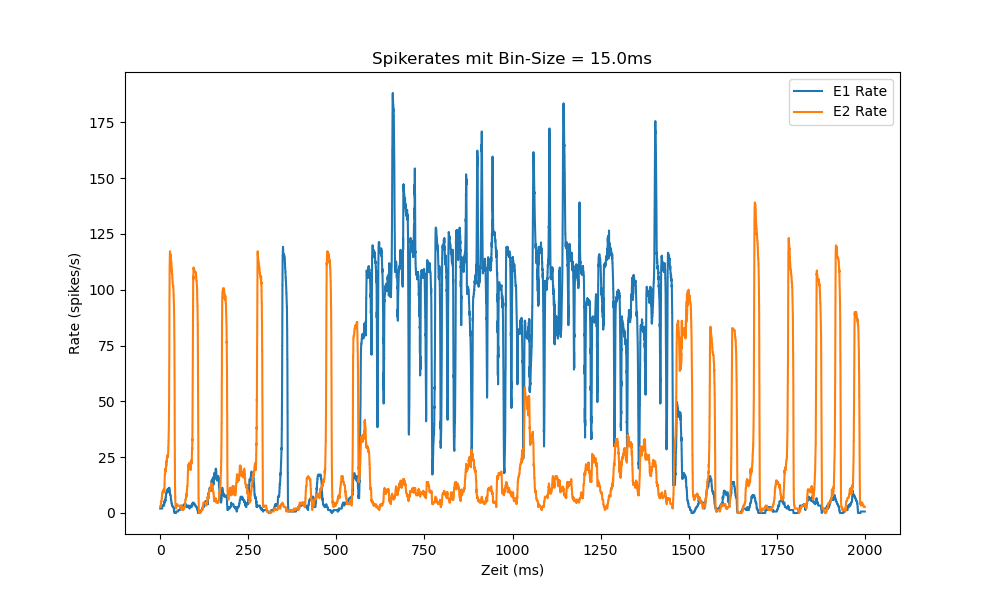 Spikerates mit Bin-Size = 15.0ms
E1 Rate
E2 Rate
175
150
125
100
75
50
25
0
Rate (spikes/s)
0 250 500 750 1000 1250 1500 1750 2000
Zeit (ms)